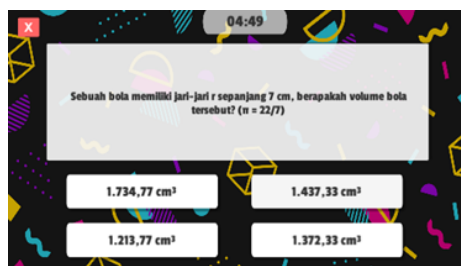 X
04:49
Sebuah bola memiliki jari-jari r sepanjang 7 cm, berapakah volume bola
tersebut? (π = 22/7)
1.734,77 cm³
1.437,33 cm³
1.213,77 cm³
1.372,33 cm³